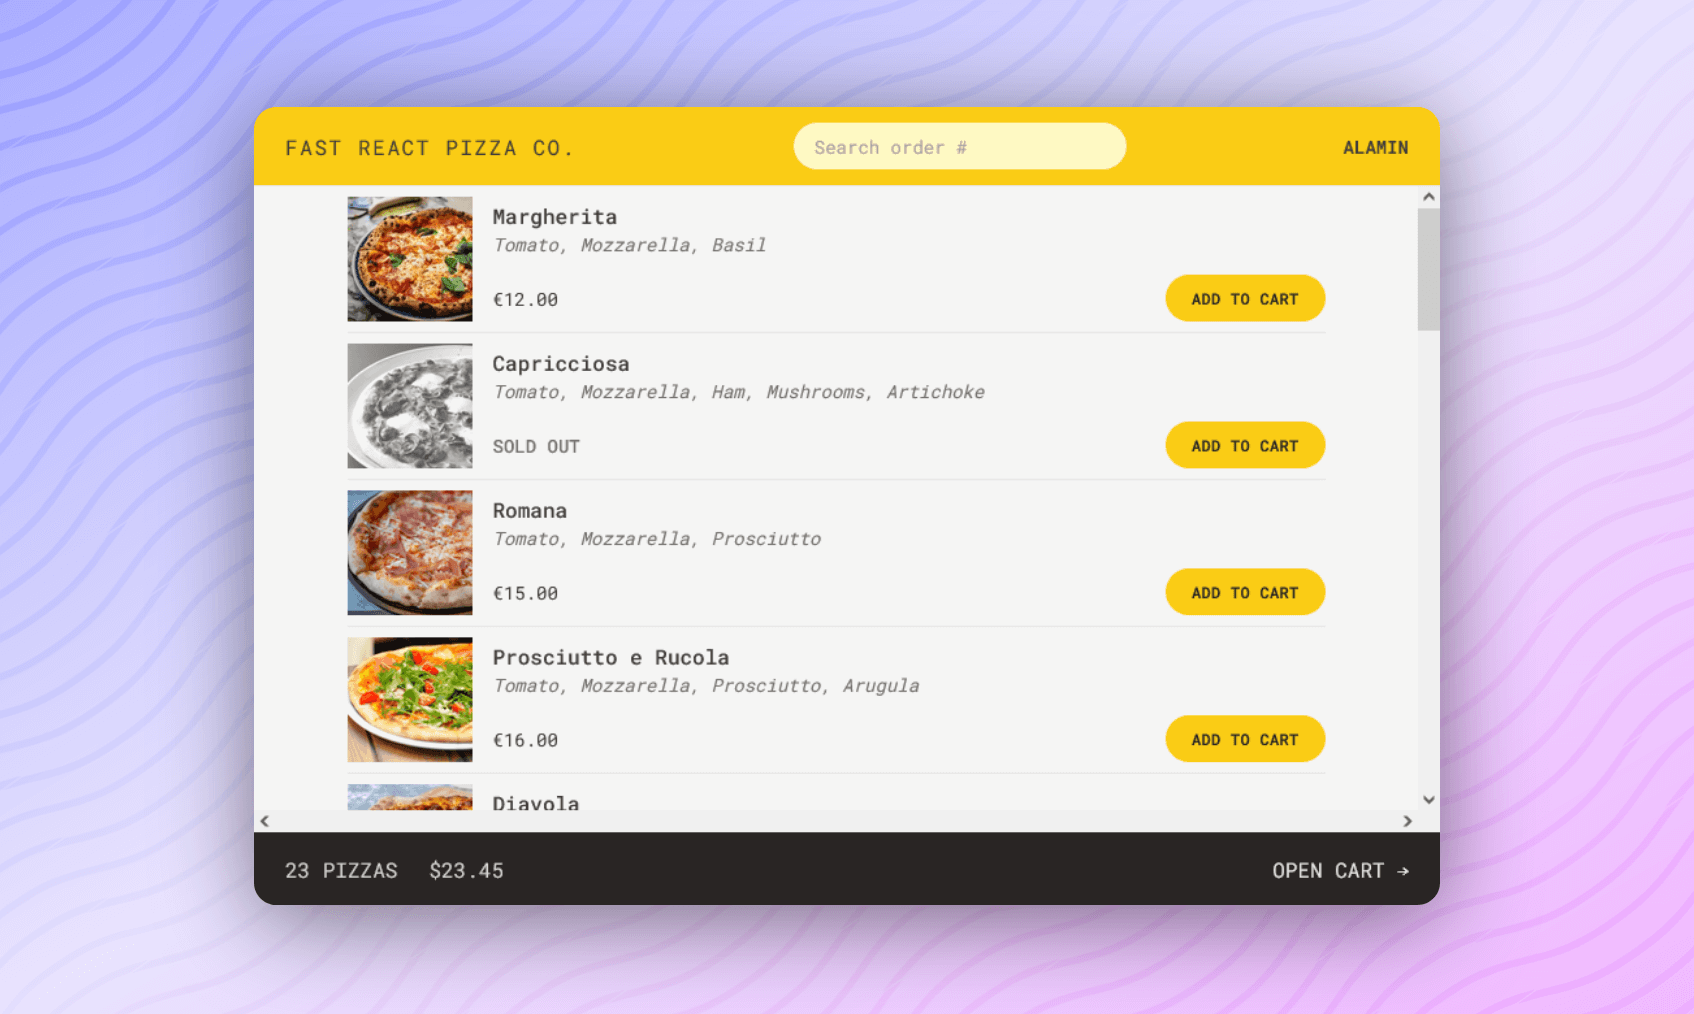 FAST REACT PIZZA CO.
Search order #
ALAMIN
Margherita
Tomato, Mozzarella, Basil
€12.00
ADD TO CART
Capricciosa
Tomato, Mozzarella, Ham, Mushrooms, Artichoke
SOLD OUT
ADD TO CART
Romana
Tomato, Mozzarella, Prosciutto
€15.00
ADD TO CART
Prosciutto e Rucola
Tomato, Mozzarella, Prosciutto, Arugula
€16.00
ADD TO CART
Diavola
23 PIZZAS $23.45
OPEN CART →